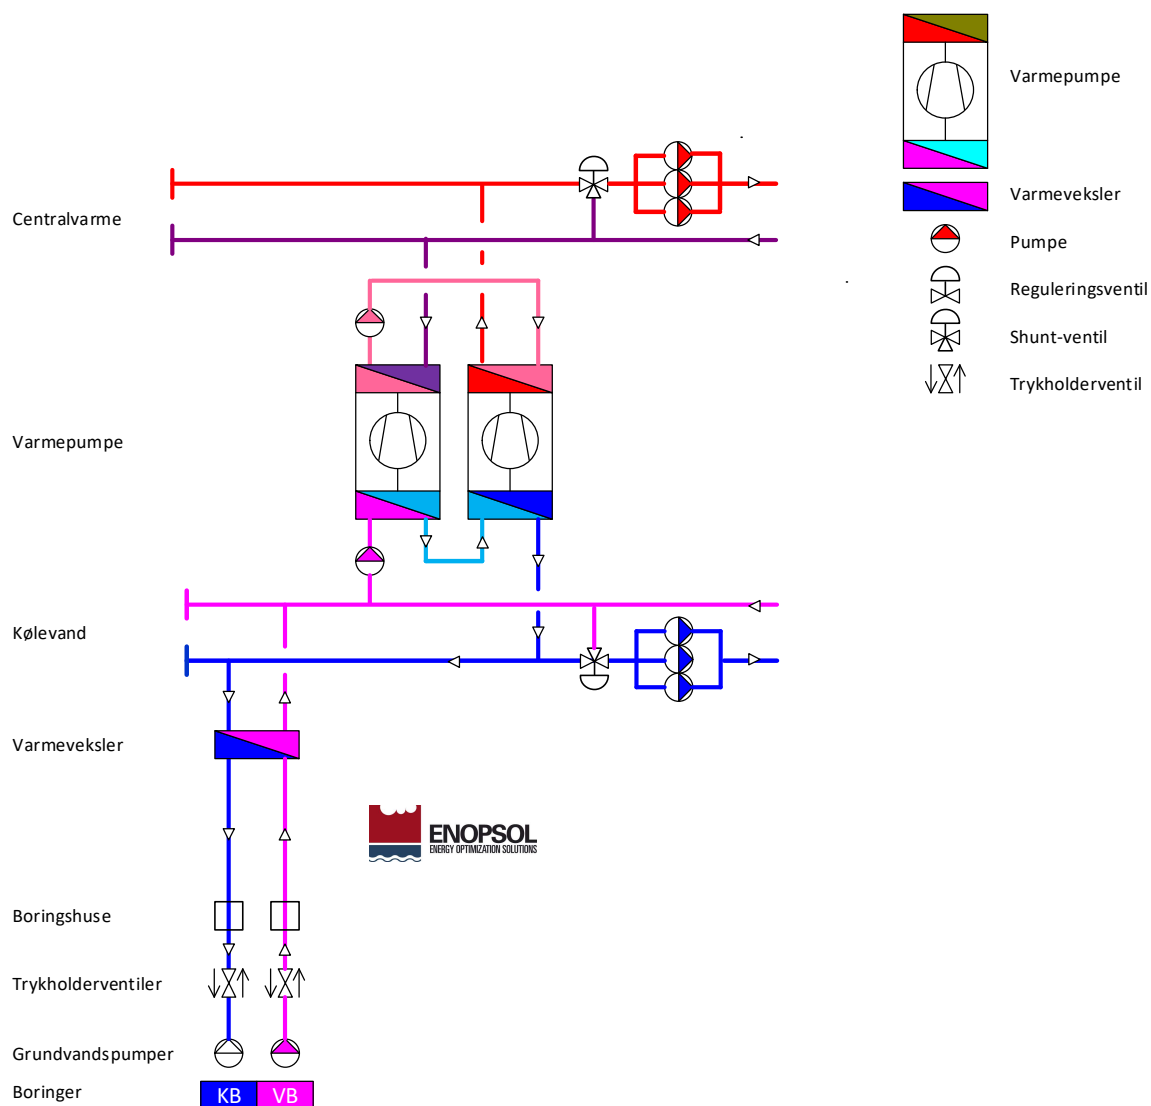 Varmepumpe
Varmeveksler
Pumpe
Reguleringsventil
Shunt-ventil
Trykholderventil
Centralvarme
Varmepumpe
Kølevand
Varmeveksler
ENOPSOL
ENERGY OPTIMIZATION SOLUTIONS
Boringshuse
Trykholderventiler
Grundvandspumper
Boringer
KB VB